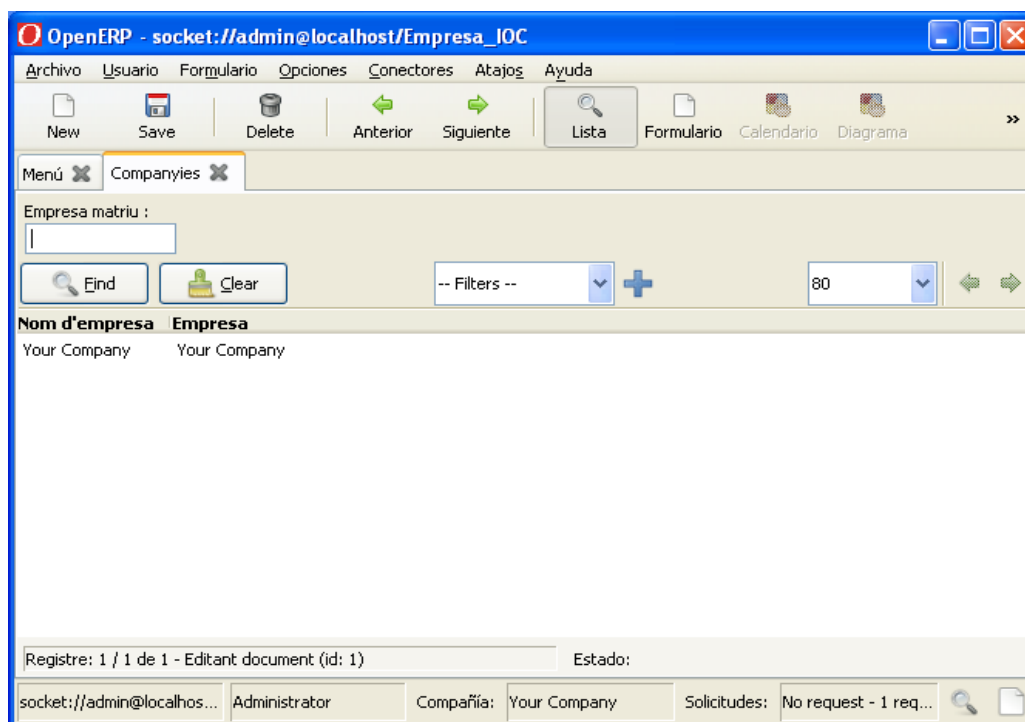 OpenERP - socket://admin@localhost/Empresa_IOC
Archivo Usuario Formulario Opciones Conectores Atajos Ayuda
New Save Delete Anterior Siguiente Lista Formulario Calendario Diagrama »
Menú Companyies
Empresa matriu :
Find Clear -- Filters -- 80
Nom d'empresa Empresa
Your Company Your Company
Registre: 1 / 1 de 1 - Editant document (id: 1) Estado:
socket://admin@localhos... Administrator Compañía: Your Company Solicitudes: No request - 1 req...